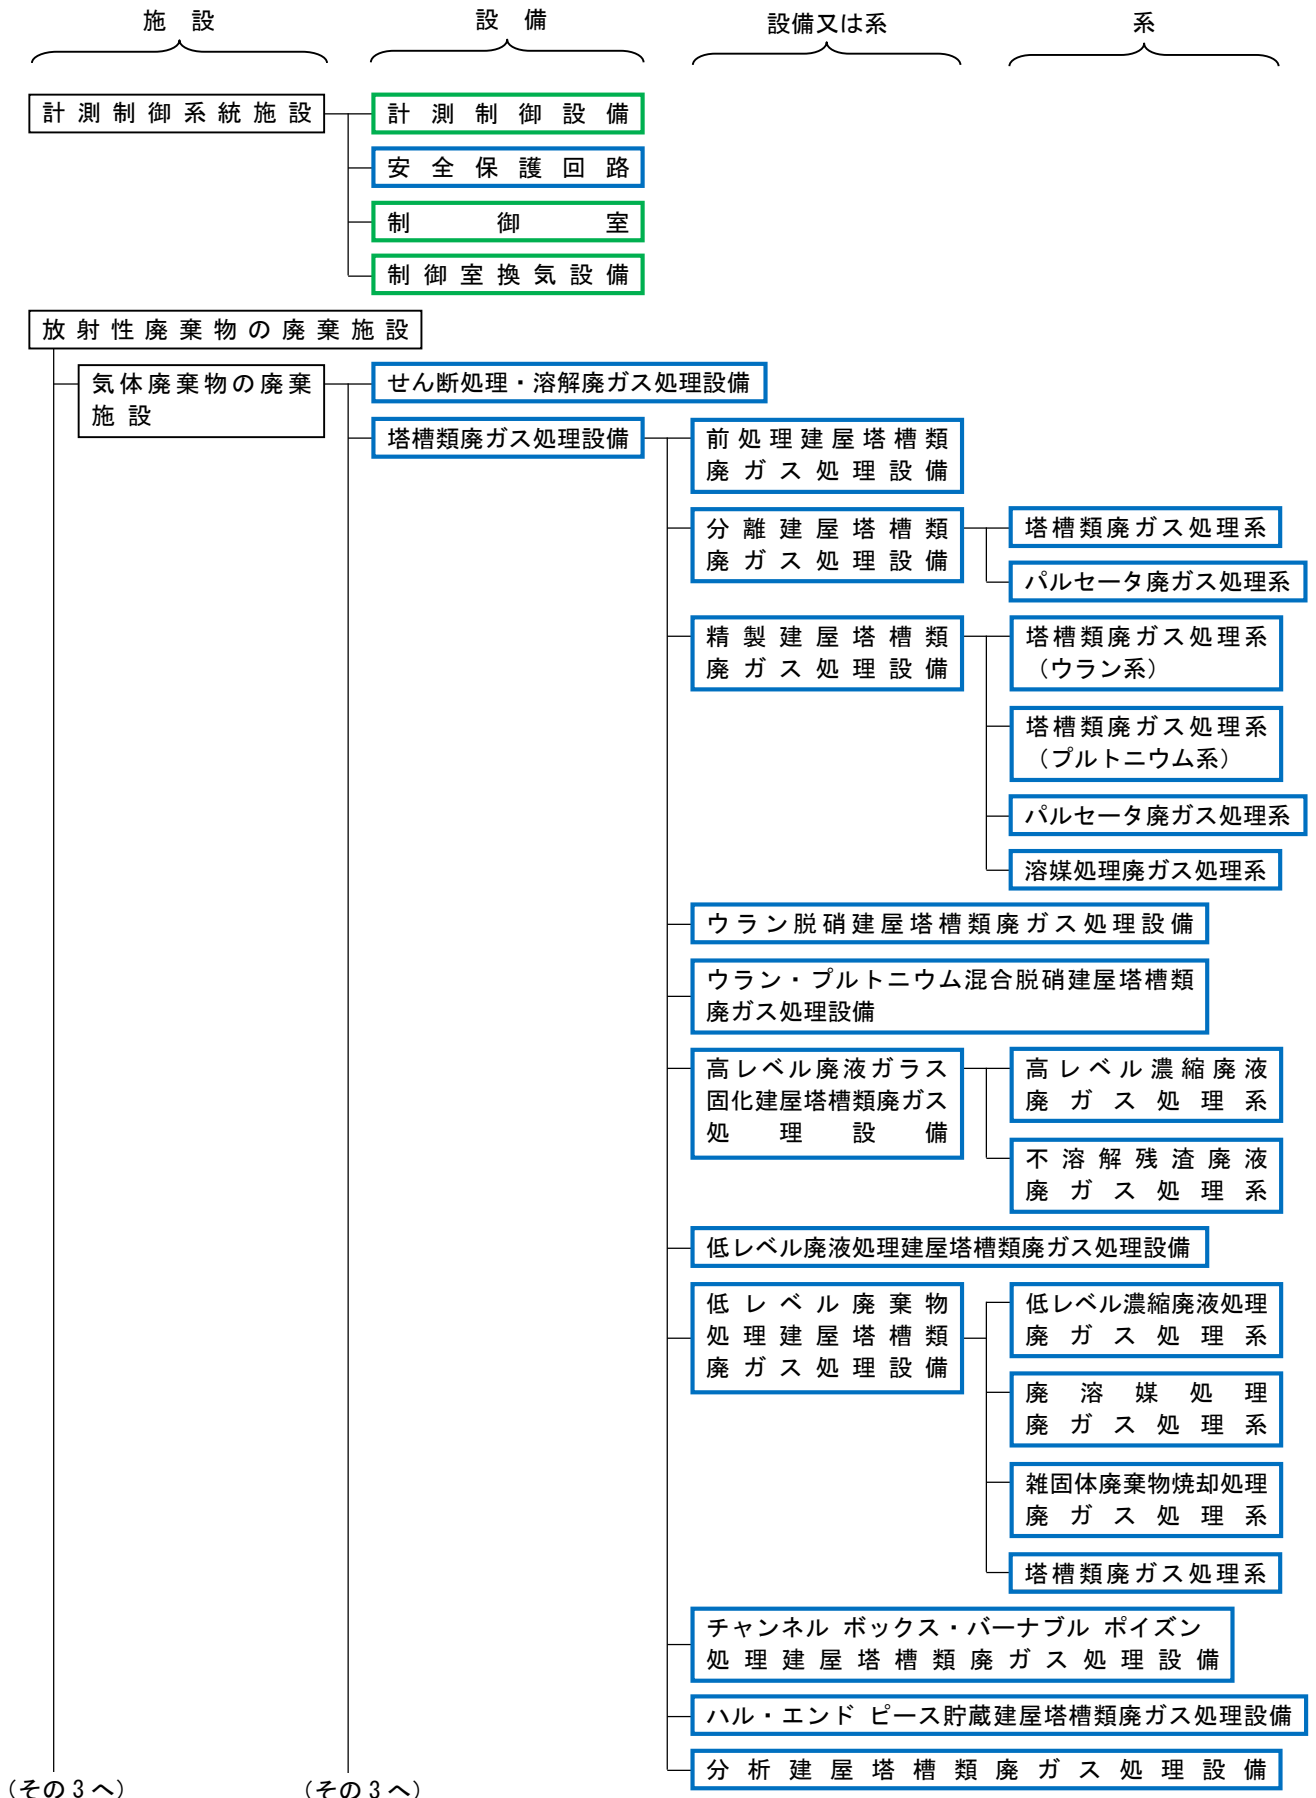 施設
設備
設備又は系
系
計測制御系統施設
計測制御設備
安全保護回路
制御室
制御室換気設備
放射性廃棄物の廃棄施設
気体廃棄物の廃棄
施設
せん断処理・溶解廃ガス処理設備
塔槽類廃ガス処理設備
前処理建屋塔槽類
廃ガス処理設備
分離建屋塔槽類
廃ガス処理設備
塔槽類廃ガス処理系
パルセータ廃ガス処理系
精製建屋塔槽類
廃ガス処理設備
塔槽類廃ガス処理系
（ウラン系）
塔槽類廃ガス処理系
（プルトニウム系）
パルセータ廃ガス処理系
溶媒処理廃ガス処理系
ウラン脱硝建屋塔槽類廃ガス処理設備
ウラン・プルトニウム混合脱硝建屋塔槽類
廃ガス処理設備
高レベル廃液ガラス
固化建屋塔槽類廃ガス
処理設備
高レベル濃縮廃液
廃ガス処理系
不溶解残渣廃液
廃ガス処理系
低レベル廃液処理建屋塔槽類廃ガス処理設備
低レベル廃棄物
処理建屋塔槽類
廃ガス処理設備
低レベル濃縮廃液処理
廃ガス処理系
廃溶媒処理
廃ガス処理系
雑固体廃棄物焼却処理
廃ガス処理系
塔槽類廃ガス処理系
チャンネル ボックス・バーナブル ポイズン
処理建屋塔槽類廃ガス処理設備
ハル・エンド ピース貯蔵建屋塔槽類廃ガス処理設備
分析建屋塔槽類廃ガス処理設備
（その３へ）
（その３へ）